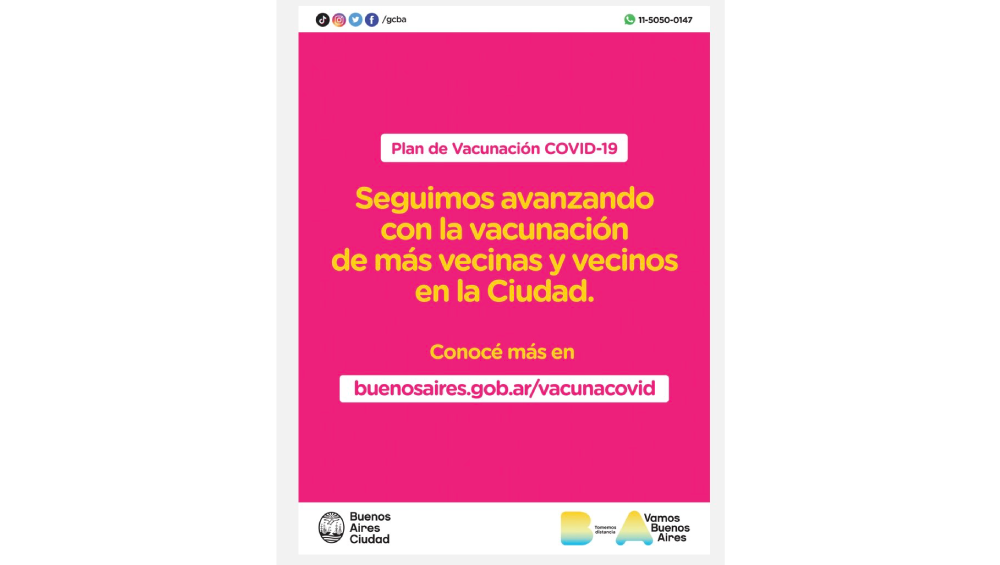 /gcba
11-5050-0147
Plan de Vacunación COVID-19
Seguimos avanzando
con la vacunación
de más vecinas y vecinos
en la Ciudad.
Conocé más en
buenosaires.gob.ar/vacunacovid
Buenos
Aires
Ciudad
B
Tomemos
distancia
A
Vamos
Buenos
Aires